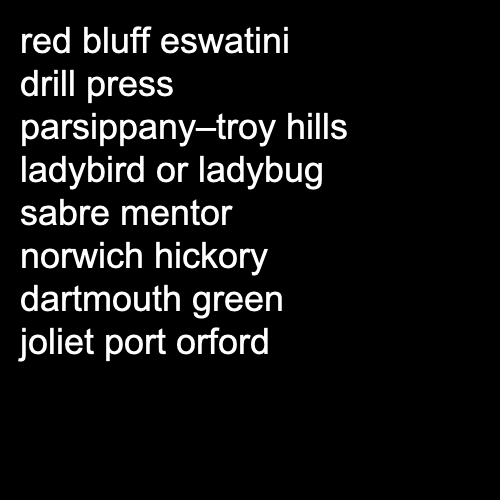 red bluff eswatini
drill press
parsippany–troy hills
ladybird or ladybug
sabre mentor
norwich hickory
dartmouth green
joliet port orford